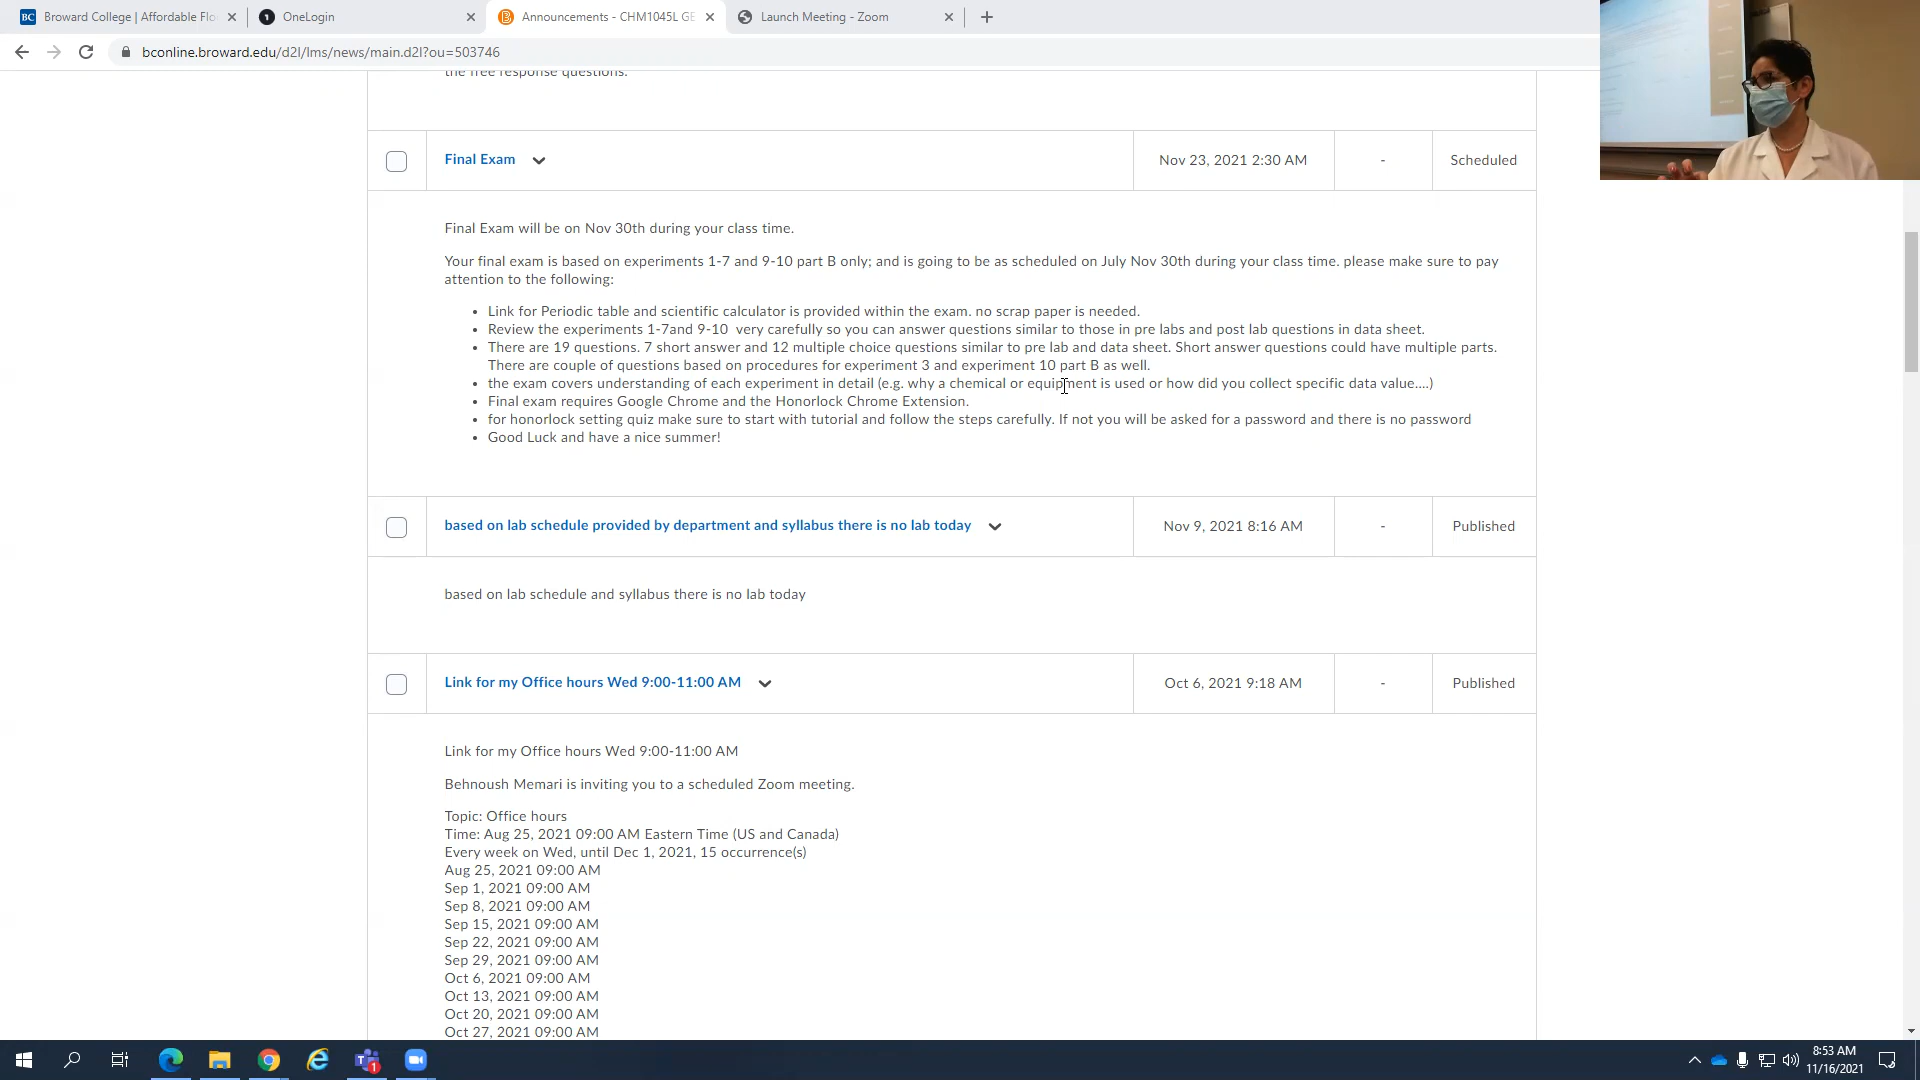 Broward College | Affordable Flo
OneLogin
Announcements - CHM1045L GE
Launch Meeting - Zoom
bconline.broward.edu/d2l/lms/news/main.d2l?ou=503746
the free response questions.
Final Exam
Nov 23, 2021 2:30 AM
-
Scheduled
Final Exam will be on Nov 30th during your class time.
Your final exam is based on experiments 1-7 and 9-10 part B only; and is going to be as scheduled on July Nov 30th during your class time. please make sure to pay
attention to the following:
• Link for Periodic table and scientific calculator is provided within the exam. no scrap paper is needed.
• Review the experiments 1-7and 9-10 very carefully so you can answer questions similar to those in pre labs and post lab questions in data sheet.
• There are 19 questions. 7 short answer and 12 multiple choice questions similar to pre lab and data sheet. Short answer questions could have multiple parts.
There are couple of questions based on procedures for experiment 3 and experiment 10 part B as well.
• the exam covers understanding of each experiment in detail (e.g. why a chemical or equipment is used or how did you collect specific data value....)
• Final exam requires Google Chrome and the Honorlock Chrome Extension.
• for honorlock setting quiz make sure to start with tutorial and follow the steps carefully. If not you will be asked for a password and there is no password
• Good Luck and have a nice summer!
based on lab schedule provided by department and syllabus there is no lab today
Nov 9, 2021 8:16 AM
-
Published
based on lab schedule and syllabus there is no lab today
Link for my Office hours Wed 9:00-11:00 AM
Oct 6, 2021 9:18 AM
-
Published
Link for my Office hours Wed 9:00-11:00 AM
Behnoush Memari is inviting you to a scheduled Zoom meeting.
Topic: Office hours
Time: Aug 25, 2021 09:00 AM Eastern Time (US and Canada)
Every week on Wed, until Dec 1, 2021, 15 occurrence(s)
Aug 25, 2021 09:00 AM
Sep 1, 2021 09:00 AM
Sep 8, 2021 09:00 AM
Sep 15, 2021 09:00 AM
Sep 22, 2021 09:00 AM
Sep 29, 2021 09:00 AM
Oct 6, 2021 09:00 AM
Oct 13, 2021 09:00 AM
Oct 20, 2021 09:00 AM
Oct 27, 2021 09:00 AM
8:53 AM
11/16/2021